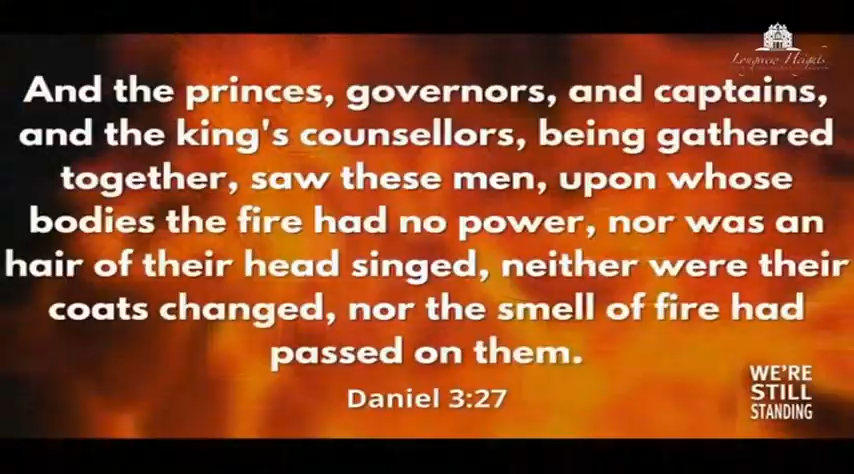 Longview Heights
And the princes, governors, and captains,
and the king's counsellors, being gathered
together, saw these men, upon whose
bodies the fire had no power, nor was an
hair of their head singed, neither were their
coats changed, nor the smell of fire had
passed on them.
Daniel 3:27
WE'RE
STILL
STANDING